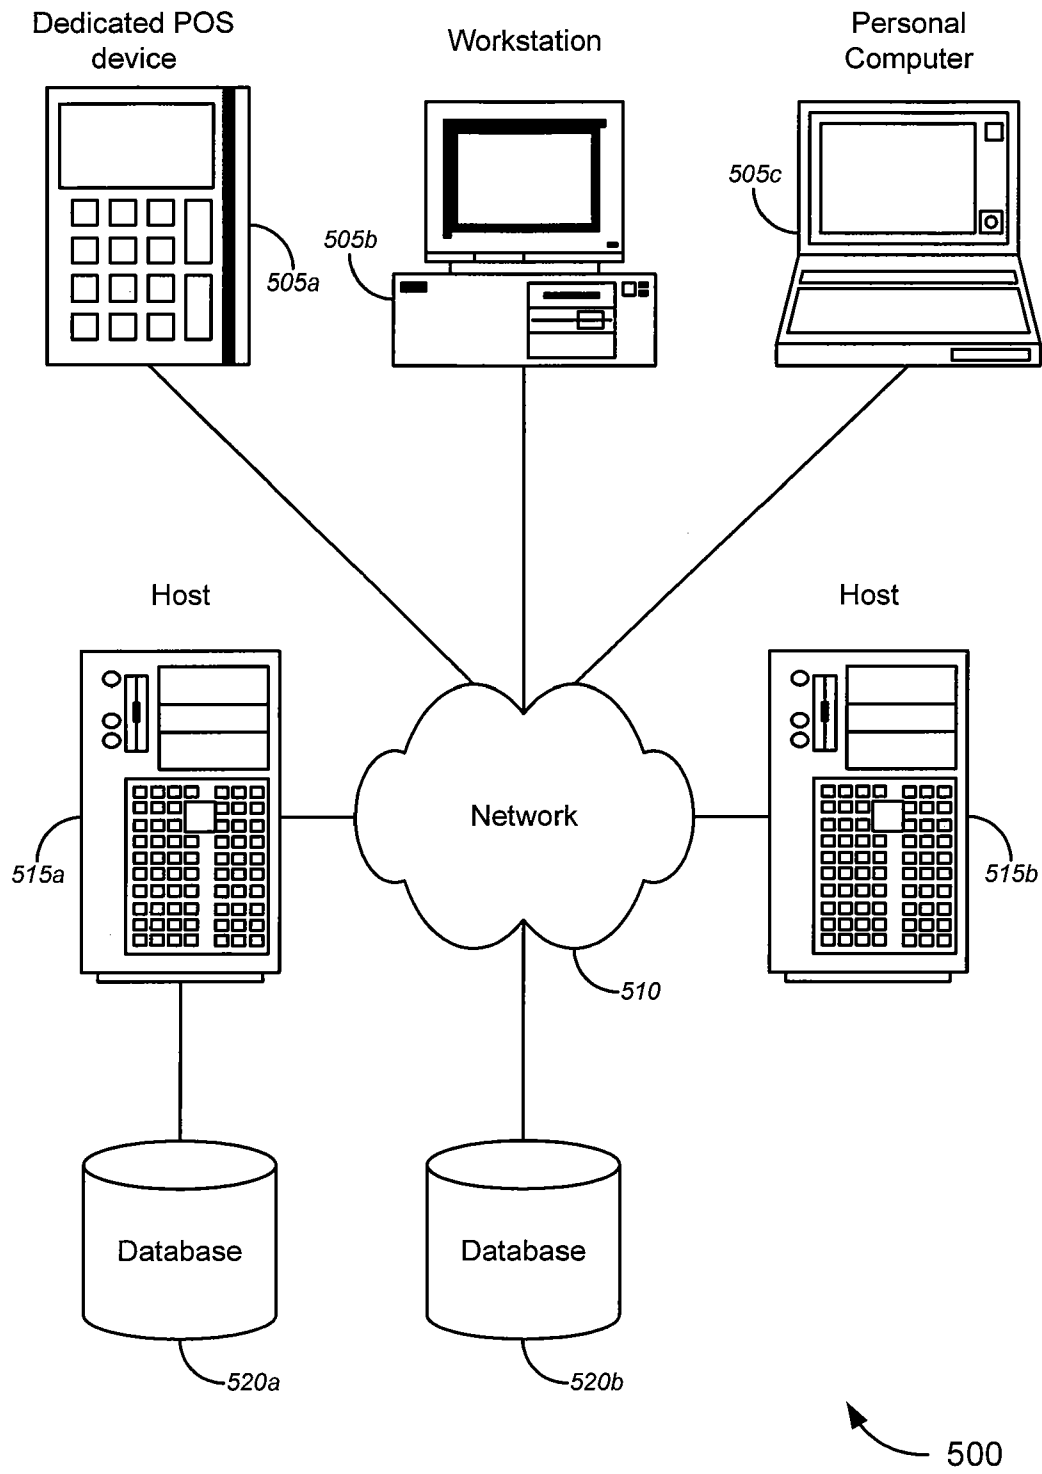 Dedicated POS
device
Workstation
Personal
Computer
505a
505b
505c
Host
Host
Network
515a
515b
510
Database
Database
520a
520b
500